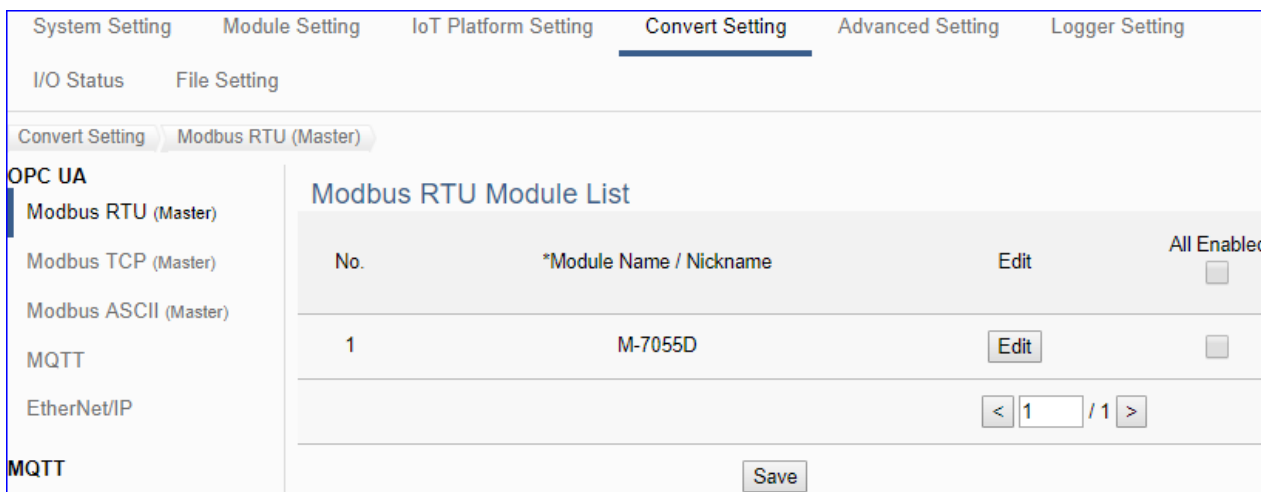 System Setting Module Setting IoT Platform Setting Convert Setting Advanced Setting Logger Setting
I/O Status File Setting
Convert Setting Modbus RTU (Master)
OPC UA
Modbus RTU (Master)
Modbus TCP (Master)
Modbus ASCII (Master)
MQTT
EtherNet/IP
MQTT
Modbus RTU Module List
No. *Module Name / Nickname Edit All Enabled
1 M-7055D Edit
< 1 / 1 >
Save